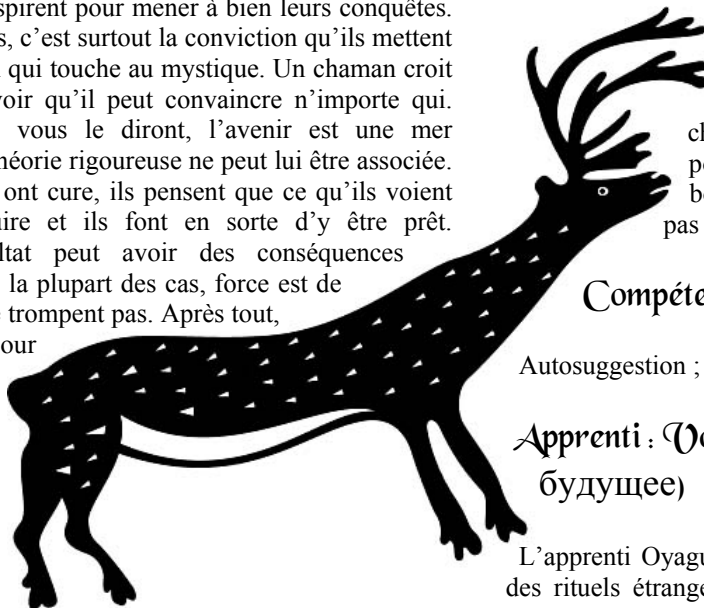 spirent pour mener à bien leurs conquêtes.
s, c’est surtout la conviction qu’ils mettent
qui touche au mystique. Un chaman croit
voir qu’il peut convaincre n’importe qui.
vous le diront, l’avenir est une mer
théorie rigoureuse ne peut lui être associée.
ont cure, ils pensent que ce qu’ils voient
uire et ils font en sorte d’y être prêt.
ltat peut avoir des conséquences
la plupart des cas, force est de
e trompent pas. Après tout,
our
ch
po
be
pas
Compéte
Autosuggestion ;
Apprenti : Vo
будущее)
L’apprenti Oyagu
des rituels étrange